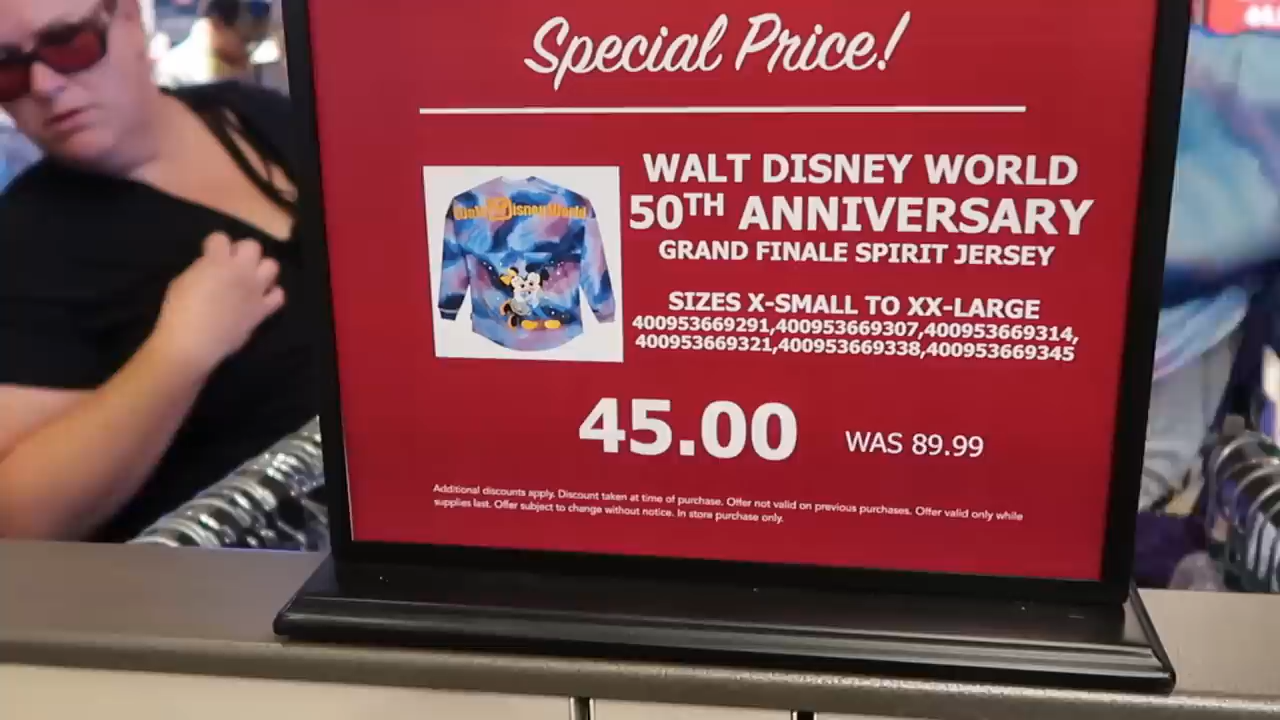 Special Price!
WALT DISNEY WORLD
50TH ANNIVERSARY
GRAND FINALE SPIRIT JERSEY
Walt Disney World
SIZES X-SMALL TO XX-LARGE
400953669291,400953669307,400953669314,
400953669321,400953669338,400953669345
45.00 WAS 89.99
Additional discounts apply. Discount taken at time of purchase. Offer not valid on previous purchases. Offer valid only while
supplies last. Offer subject to change without notice. In store purchase only.